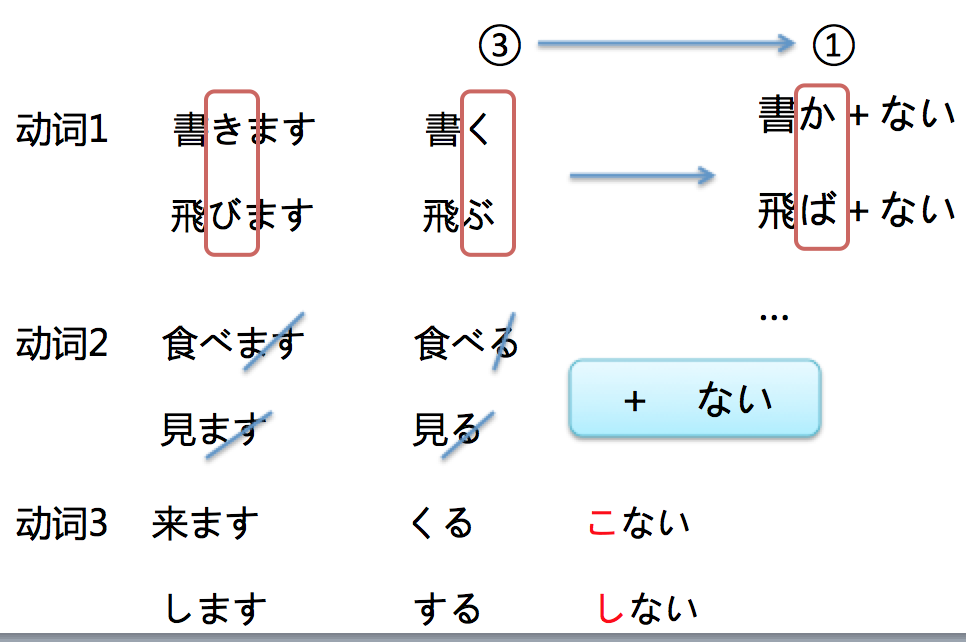 ③ ①
动词1 書きます 書く 書か + ない
飛びます 飛ぶ 飛ば + ない
...
动词2 食べます 食べる
+ ない
見ます 見る
动词3 来ます くる こない
します する しない